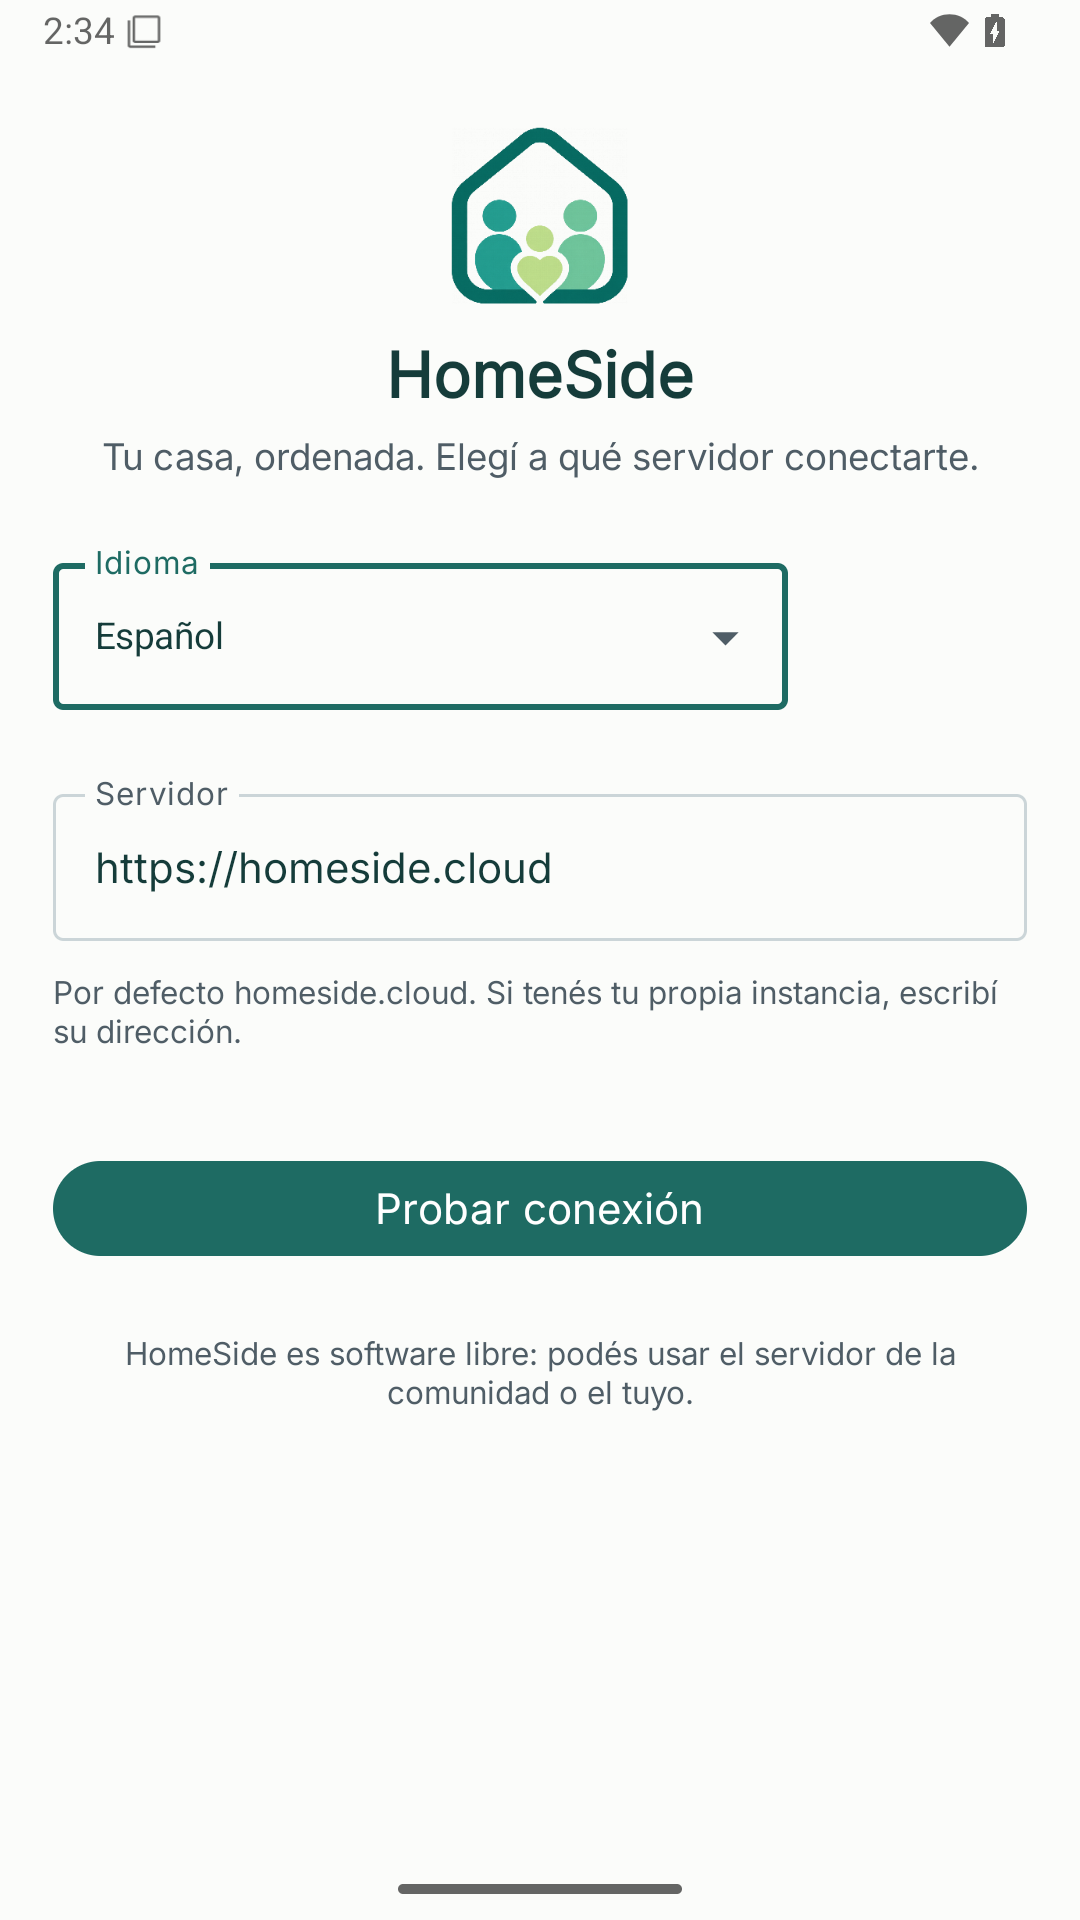 2:34
HomeSide
Tu casa, ordenada. Elegí a qué servidor conectarte.
Idioma
Español
Servidor
https://homeside.cloud
Por defecto homeside.cloud. Si tenés tu propia instancia, escribí
su dirección.
Probar conexión
HomeSide es software libre: podés usar el servidor de la
comunidad o el tuyo.